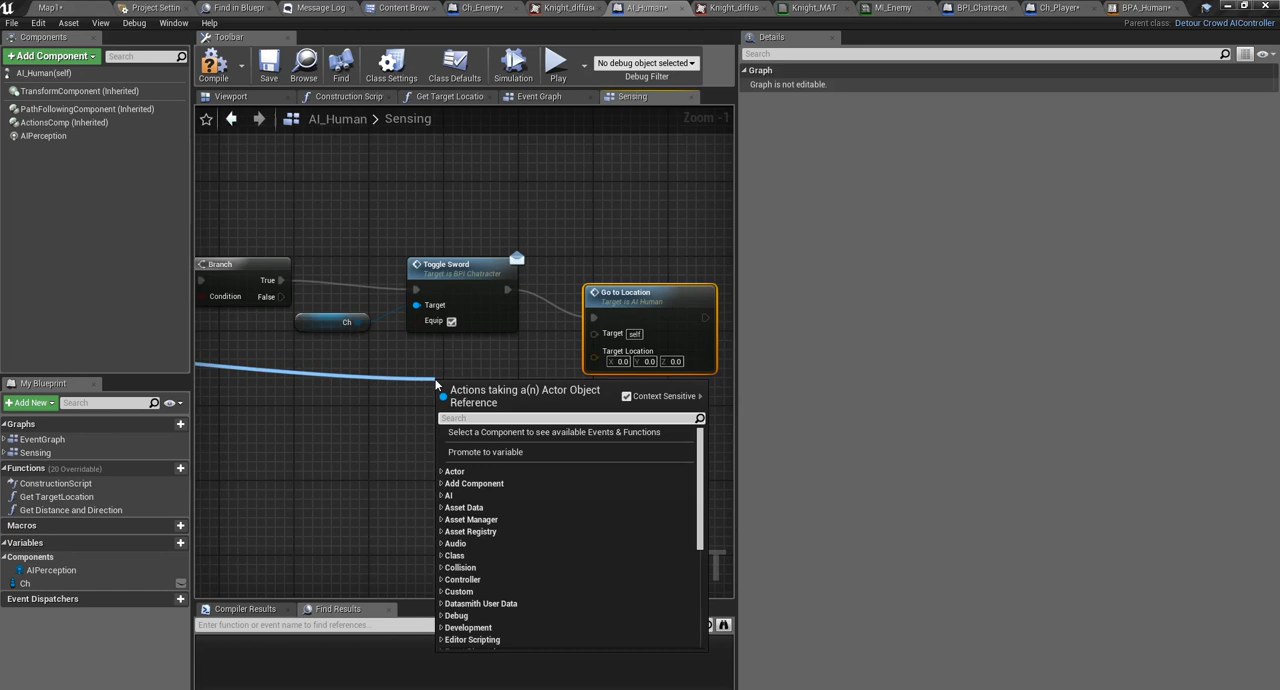 Map1*
Project Settin
Find in Bluepr
Message Log
Content Brow
Ch_Enemy*
Knight_diffus
AI_Human*
Knight_diffus
Knight_MAT
MI_Enemy
BPI_Chatracte
Ch_Player*
BPA_Human*
File Edit Asset View Debug Window Help
Parent class: Detour Crowd AIController
Components
Toolbar
Details
+ Add Component
Search
AI_Human(self)
TransformComponent (Inherited)
PathFollowingComponent (Inherited)
ActionsComp (Inherited)
AIPerception
Compile
Save
Browse
Find
Class Settings
Class Defaults
Simulation
Play
No debug object selected
Debug Filter
Search
Graph
Graph is not editable.
Viewport
Construction Scrip
Get Target Locatio
Event Graph
Sensing
AI_Human > Sensing
Zoom -1
Branch
True
Condition
False
Ch
Toggle Sword
Target is BPI Chatracter
Target
Equip
Go to Location
Target is AI Human
Target self
Target Location
X 0.0 Y 0.0 Z 0.0
Actions taking a(n) Actor Object
Reference
Context Sensitive
Search
Select a Component to see available Events & Functions
Promote to variable
Actor
Add Component
AI
Asset Data
Asset Manager
Asset Registry
Audio
Class
Collision
Controller
Custom
Datasmith User Data
Debug
Development
Editor Scripting
My Blueprint
+ Add New
Search
Graphs
EventGraph
Sensing
Functions (20 Overridable)
ConstructionScript
Get TargetLocation
Get Distance and Direction
Macros
Variables
Components
AIPerception
Ch
Event Dispatchers
Compiler Results
Find Results
Enter function or event name to find references...